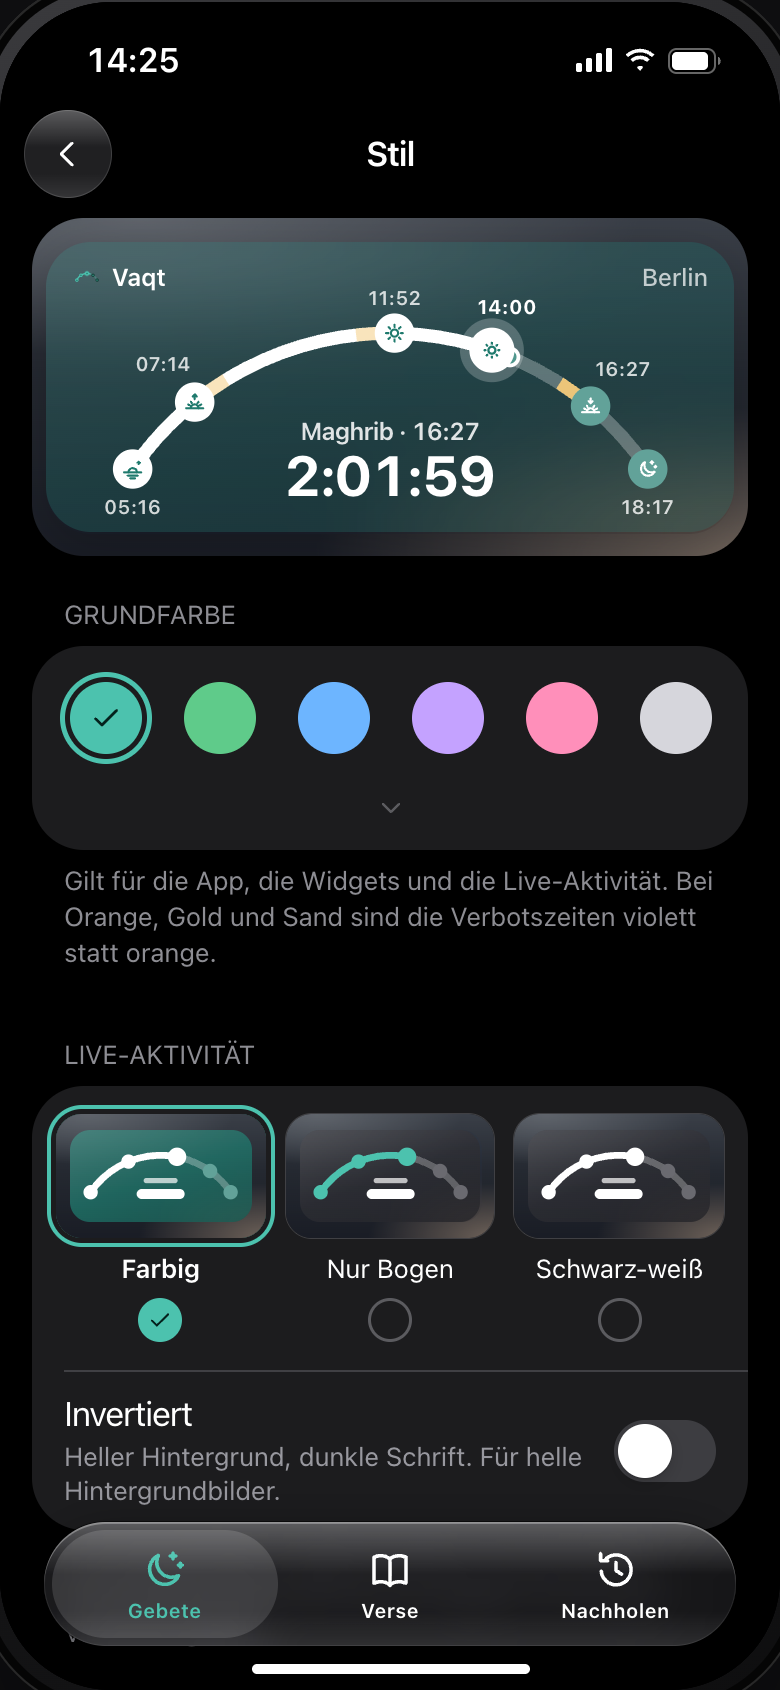 14:25
Stil
Vaqt
Berlin
11:52
14:00
07:14
16:27
Maghrib · 16:27
2:01:59
05:16
18:17
GRUNDFARBE
Gilt für die App, die Widgets und die Live-Aktivität. Bei
Orange, Gold und Sand sind die Verbotszeiten violett
statt orange.
LIVE-AKTIVITÄT
Farbig
Nur Bogen
Schwarz-weiß
Invertiert
Heller Hintergrund, dunkle Schrift. Für helle
Hintergrundbilder.
Gebete
Verse
Nachholen